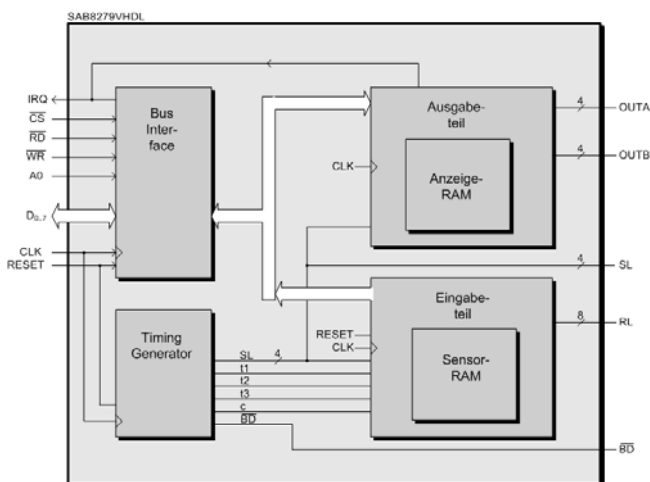 SAB8279VHDL
IRQ
CS
RD
WR
A0
D0..7
CLK
RESET
Bus
Inter-
face
Timing
Generator
SL 4
t1
t2
t3
c
BD
Ausgabe-
teil
CLK
Anzeige-
RAM
Eingabe-
teil
RESET
CLK
Sensor-
RAM
4 OUTA
4 OUTB
4 SL
8 RL
BD